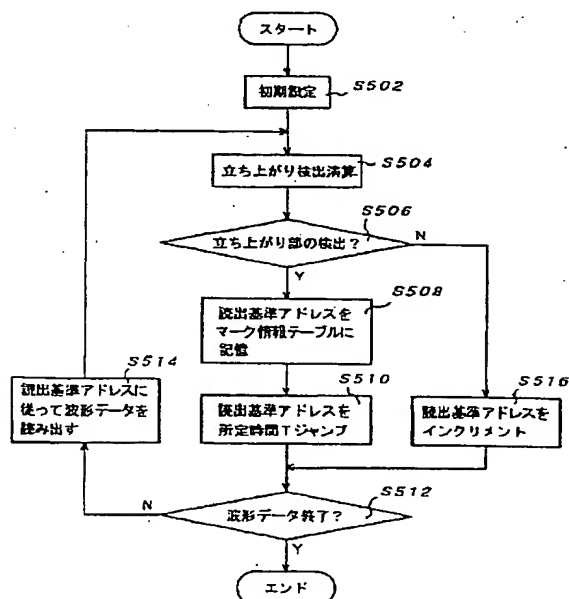 スタート
初期設定
S502
立ち上がり検出演算
S504
立ち上がり部の検出？
S506
N
Y
読出基準アドレスを
マーク情報テーブルに
記憶
S508
読出基準アドレスを
所定時間Tジャンプ
S510
読出基準アドレスを
インクリメント
S516
読出基準アドレスに
従って波形データを
読み出す
S514
波形データ終了？
S512
N
Y
エンド